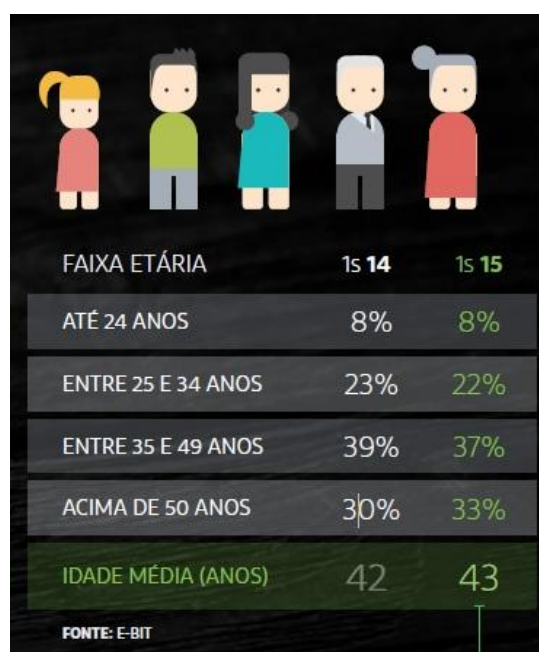 FAIXA ETÁRIA 1s 14 1s 15
ATÉ 24 ANOS 8% 8%
ENTRE 25 E 34 ANOS 23% 22%
ENTRE 35 E 49 ANOS 39% 37%
ACIMA DE 50 ANOS 30% 33%
IDADE MÉDIA (ANOS) 42 43
FONTE: E-BIT